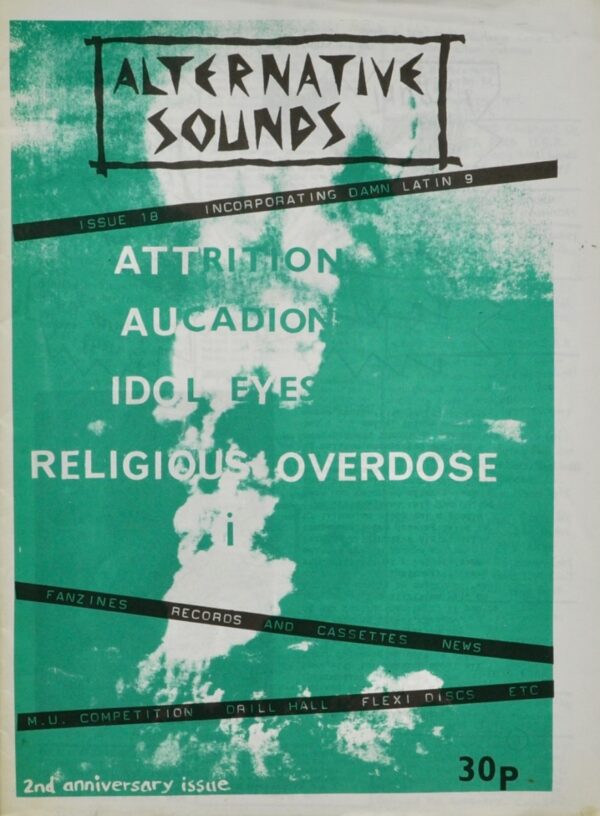 ALTERNATIVE
SOUNDS
ISSUE 18 INCORPORATING DAMN LATIN 9
ATTRITION
AUCADION
IDOL EYES
RELIGIOUS OVERDOSE
i
FANZINES RECORDS AND CASSETTES NEWS
M.U. COMPETITION DRILL HALL FLEXI DISCS ETC
2nd anniversary issue
30p